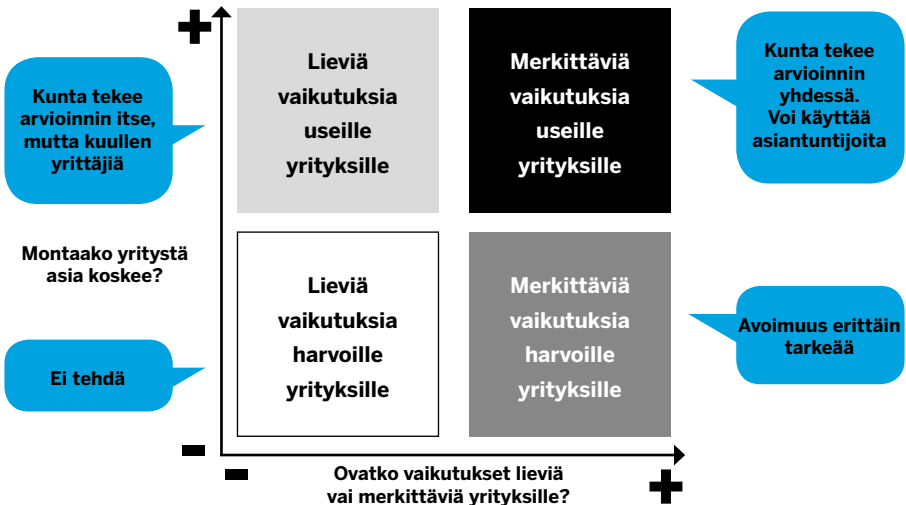 Kunta tekee
arvioinnin itse,
mutta kuullen
yrittäjiä
Lieviä
vaikutuksia
useille
yrityksille
Merkittäviä
vaikutuksia
useille
yrityksille
Kunta tekee
arvioinnin
yhdessä.
Voi käyttää
asiantuntijoita
Montaako yritystä
asia koskee?
Ei tehdä
Lieviä
vaikutuksia
harvoille
yrityksille
Merkittäviä
vaikutuksia
harvoille
yrityksille
Avoimuus erittäin
tarkeää
Ovatko vaikutukset lieviä
vai merkittäviä yrityksille?